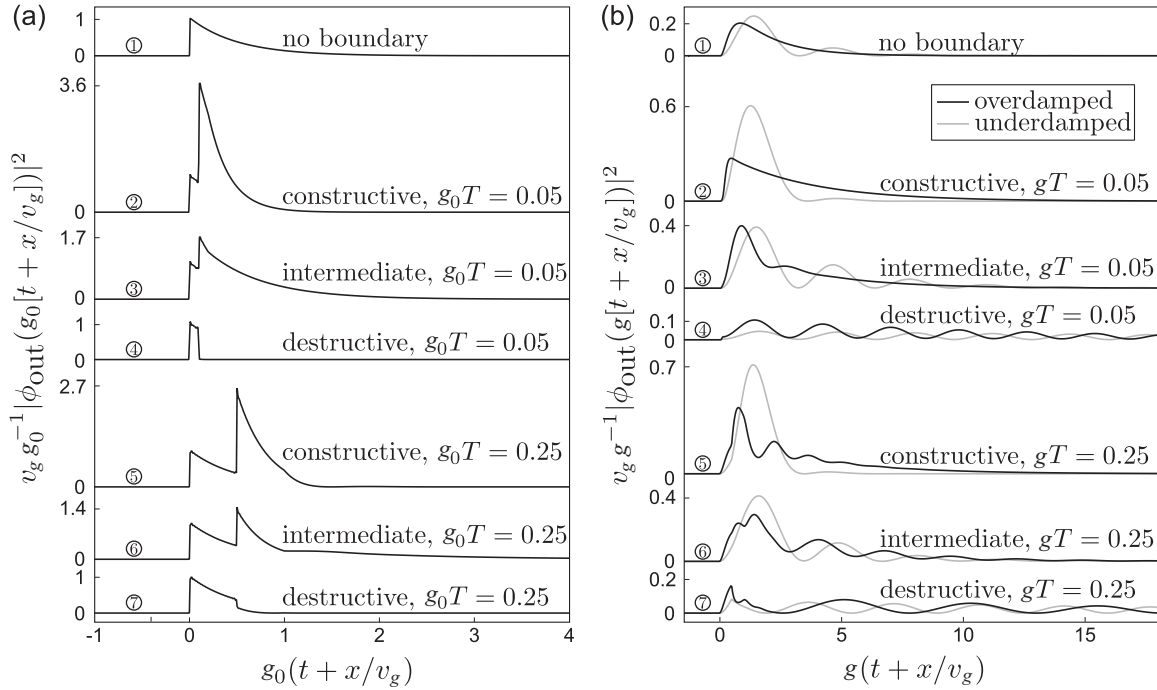 (a)
v_g g_0^{-1}|ϕ_out(g_0[t + x/v_g])|^2
1
0
① no boundary
3.6
0
② constructive, g_0T = 0.05
1.7
0
③ intermediate, g_0T = 0.05
1
0
④ destructive, g_0T = 0.05
2.7
0
⑤ constructive, g_0T = 0.25
1.4
0
⑥ intermediate, g_0T = 0.25
1
0
⑦ destructive, g_0T = 0.25
-1 0 1 2 3 4
g_0(t + x/v_g)
(b)
v_g g^{-1}|ϕ_out(g[t + x/v_g])|^2
0.2
0
① no boundary
overdamped
underdamped
0.6
0
② constructive, gT = 0.05
0.4
0
③ intermediate, gT = 0.05
0.1
0
④ destructive, gT = 0.05
0.7
0
⑤ constructive, gT = 0.25
0.4
0
⑥ intermediate, gT = 0.25
0.2
0
⑦ destructive, gT = 0.25
0 5 10 15
g(t + x/v_g)